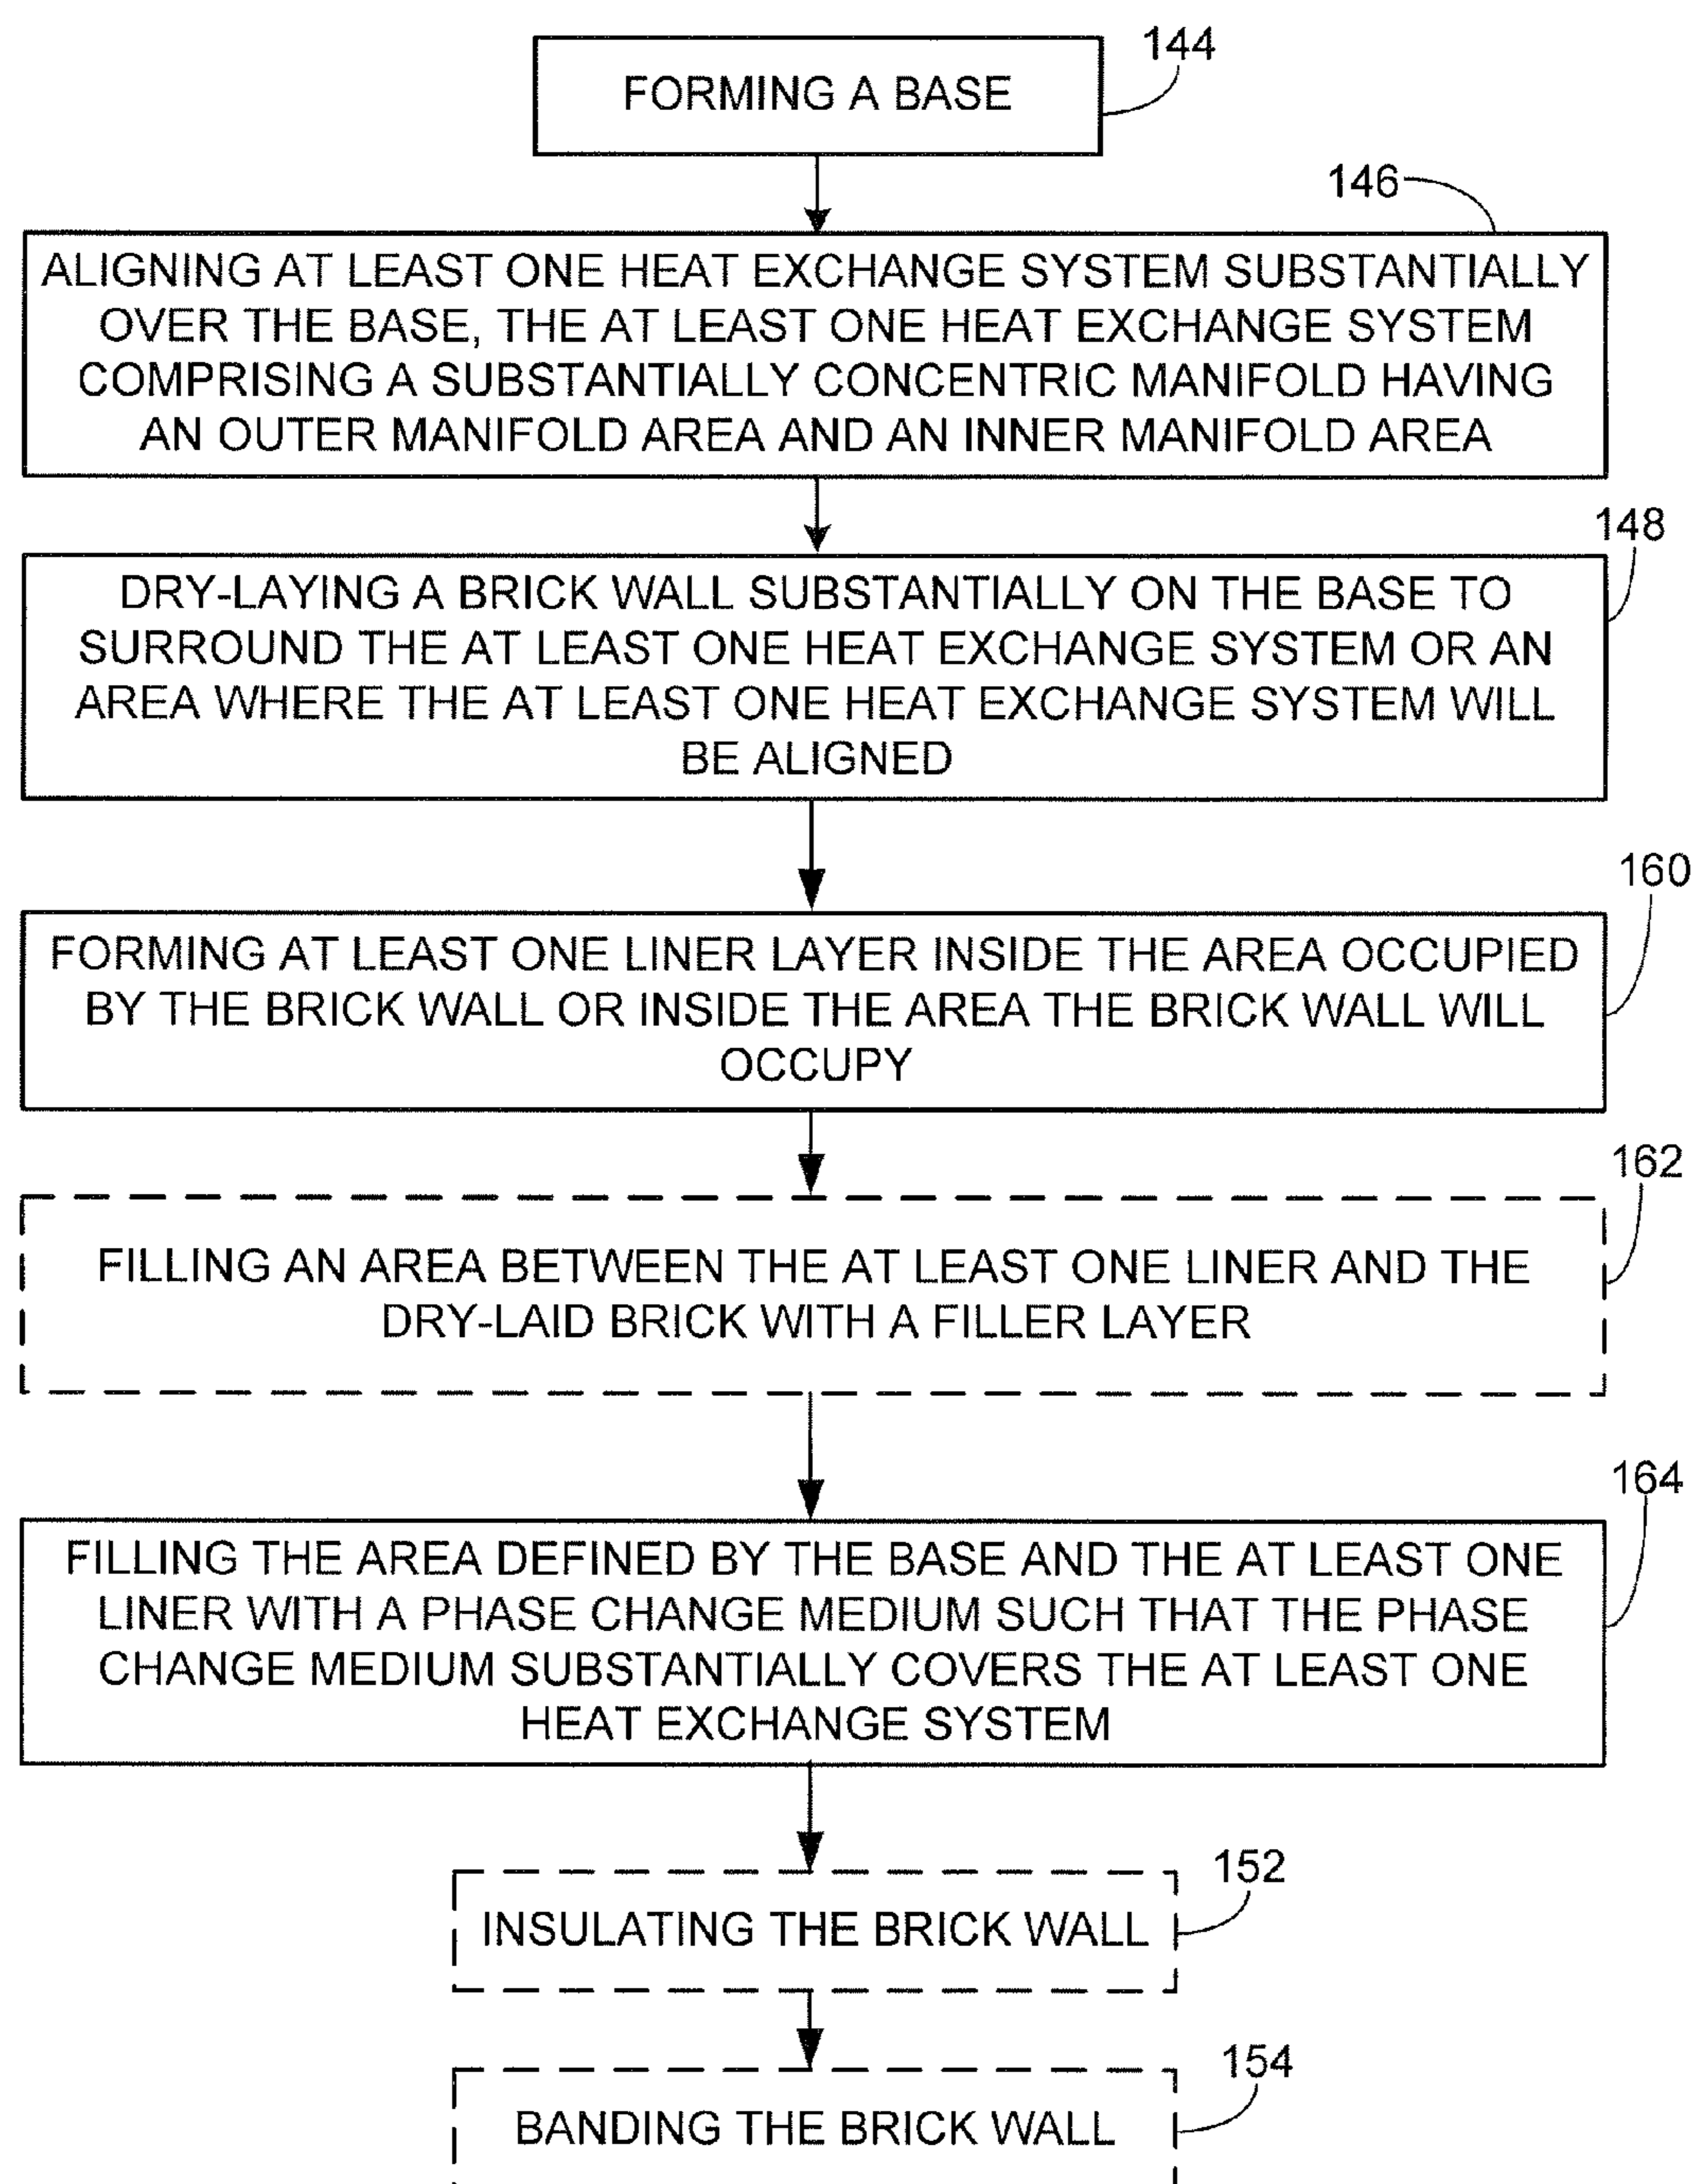 144
FORMING A BASE
146
ALIGNING AT LEAST ONE HEAT EXCHANGE SYSTEM SUBSTANTIALLY
OVER THE BASE, THE AT LEAST ONE HEAT EXCHANGE SYSTEM
COMPRISING A SUBSTANTIALLY CONCENTRIC MANIFOLD HAVING
AN OUTER MANIFOLD AREA AND AN INNER MANIFOLD AREA
148
DRY-LAYING A BRICK WALL SUBSTANTIALLY ON THE BASE TO
SURROUND THE AT LEAST ONE HEAT EXCHANGE SYSTEM OR AN
AREA WHERE THE AT LEAST ONE HEAT EXCHANGE SYSTEM WILL
BE ALIGNED
160
FORMING AT LEAST ONE LINER LAYER INSIDE THE AREA OCCUPIED
BY THE BRICK WALL OR INSIDE THE AREA THE BRICK WALL WILL
OCCUPY
162
FILLING AN AREA BETWEEN THE AT LEAST ONE LINER AND THE
DRY-LAID BRICK WITH A FILLER LAYER
164
FILLING THE AREA DEFINED BY THE BASE AND THE AT LEAST ONE
LINER WITH A PHASE CHANGE MEDIUM SUCH THAT THE PHASE
CHANGE MEDIUM SUBSTANTIALLY COVERS THE AT LEAST ONE
HEAT EXCHANGE SYSTEM
152
INSULATING THE BRICK WALL
154
BANDING THE BRICK WALL